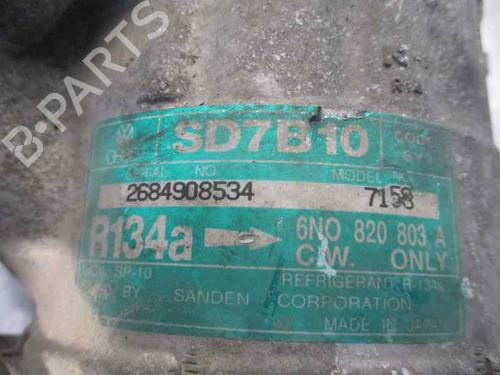 B-PARTS
SD7B10
SERIAL NO.
MODEL NO.
2684908534
7158
R134a
6N0 820 803 A
C.W. ONLY
OIL SP-10
REFRIGERANT R-134a
BY SANDEN CORPORATION
MADE IN JAPAN